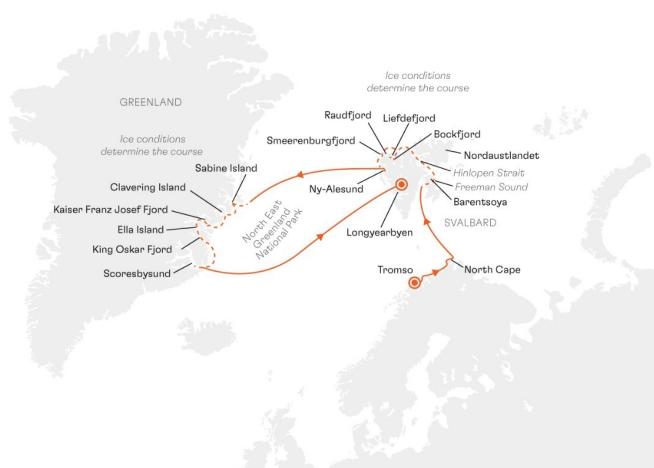 GREENLAND
Ice conditions
determine the course
Sabine Island
Clavering Island
Kaiser Franz Josef Fjord
Ella Island
King Oskar Fjord
Scoresbysund
North East
Greenland
National Park
Ice conditions
determine the course
Raudfjord
Liefdefjord
Bockfjord
Smeerenburgfjord
Nordaustlandet
Hinlopen Strait
Ny-Alesund
Freeman Sound
Barentsoya
SVALBARD
Longyearbyen
Tromso
North Cape